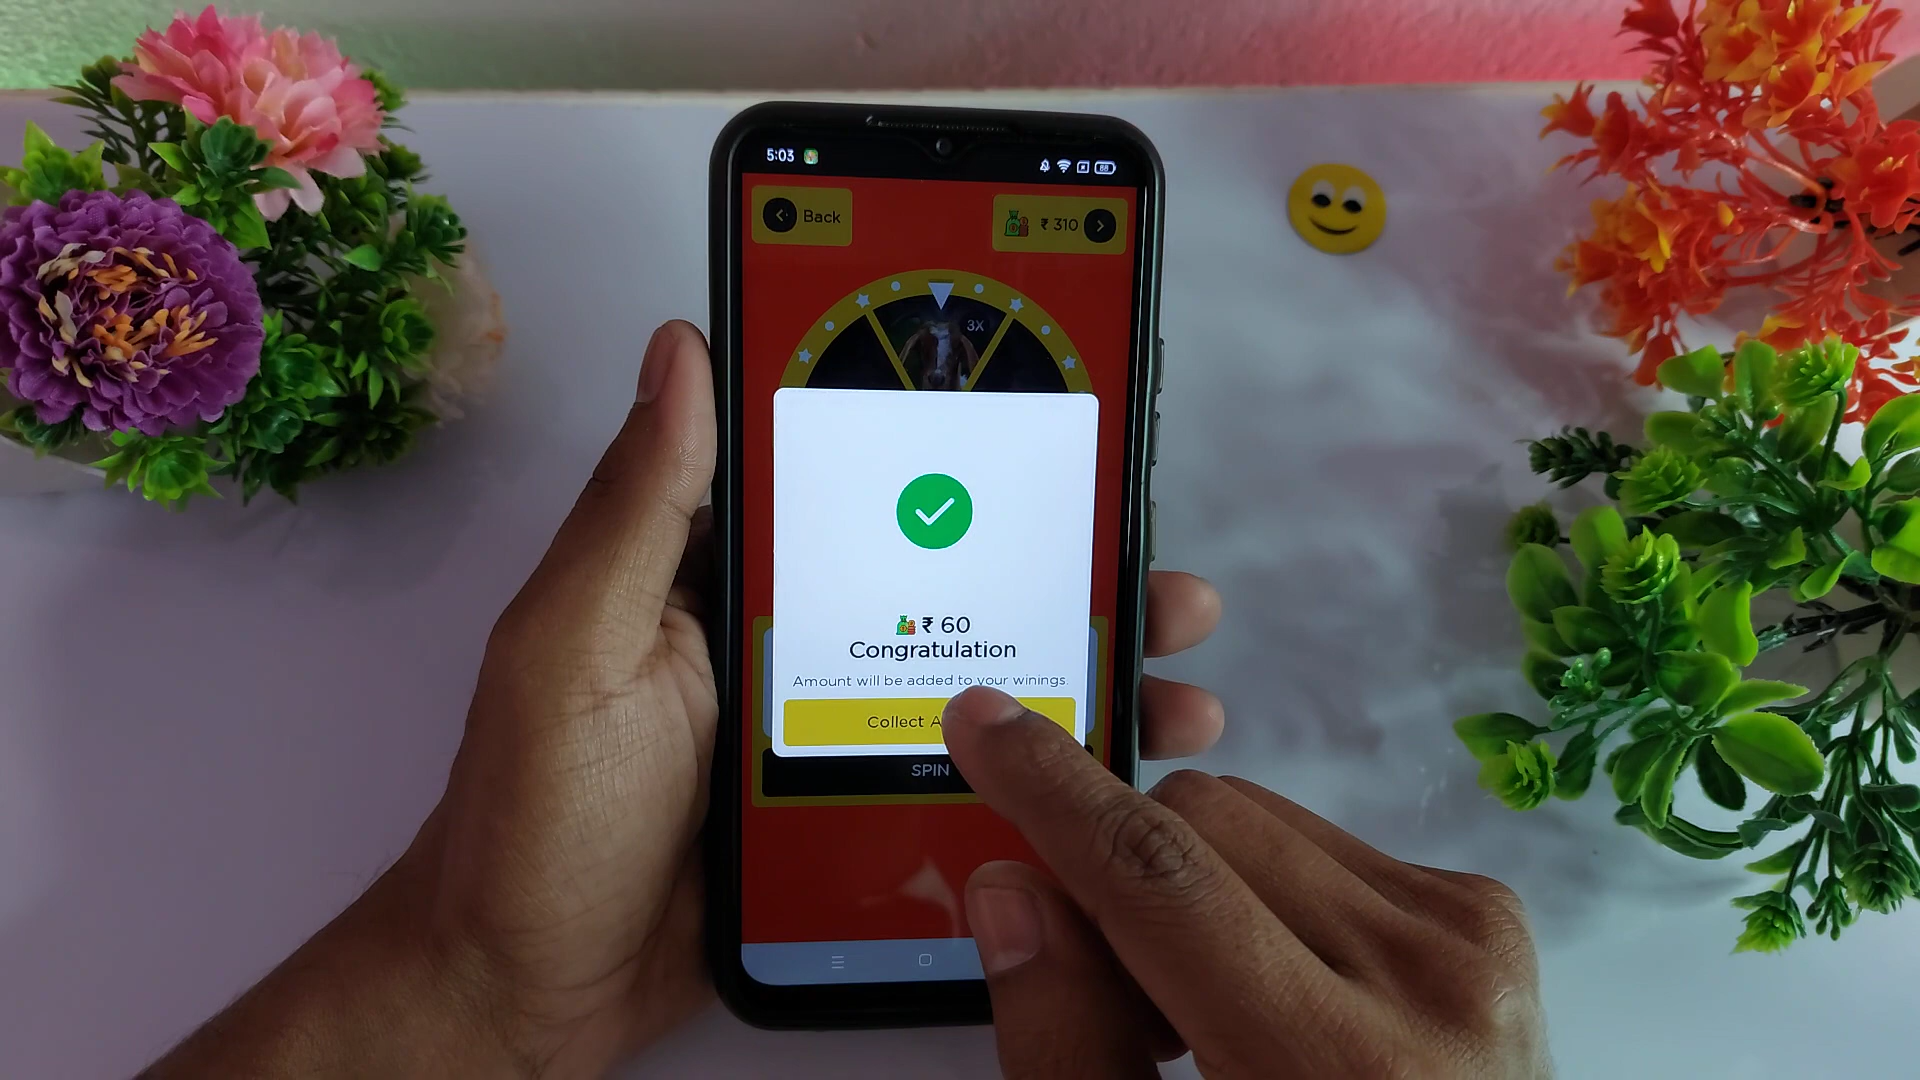 5:03
Back
₹ 310
3X
₹ 60
Congratulation
Amount will be added to your winings.
Collect
SPIN